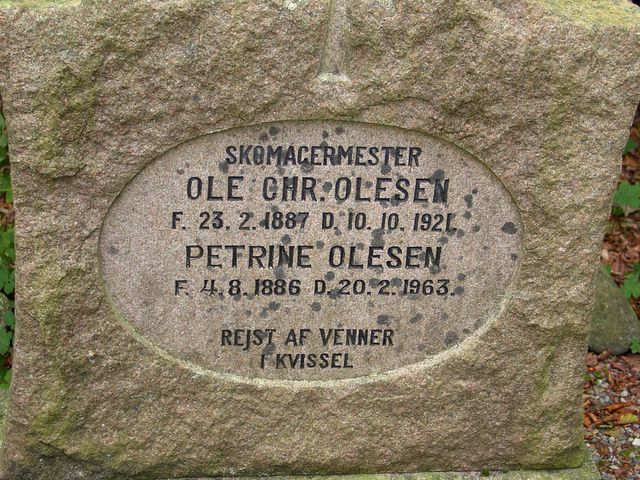 SKOMAGERMESTER
OLE CHR. OLESEN
F. 23. 2. 1887 D. 10. 10. 1921.
PETRINE OLESEN
F. 4. 8. 1886 D. 20. 2. 1963.
REJST AF VENNER
I KVISSEL